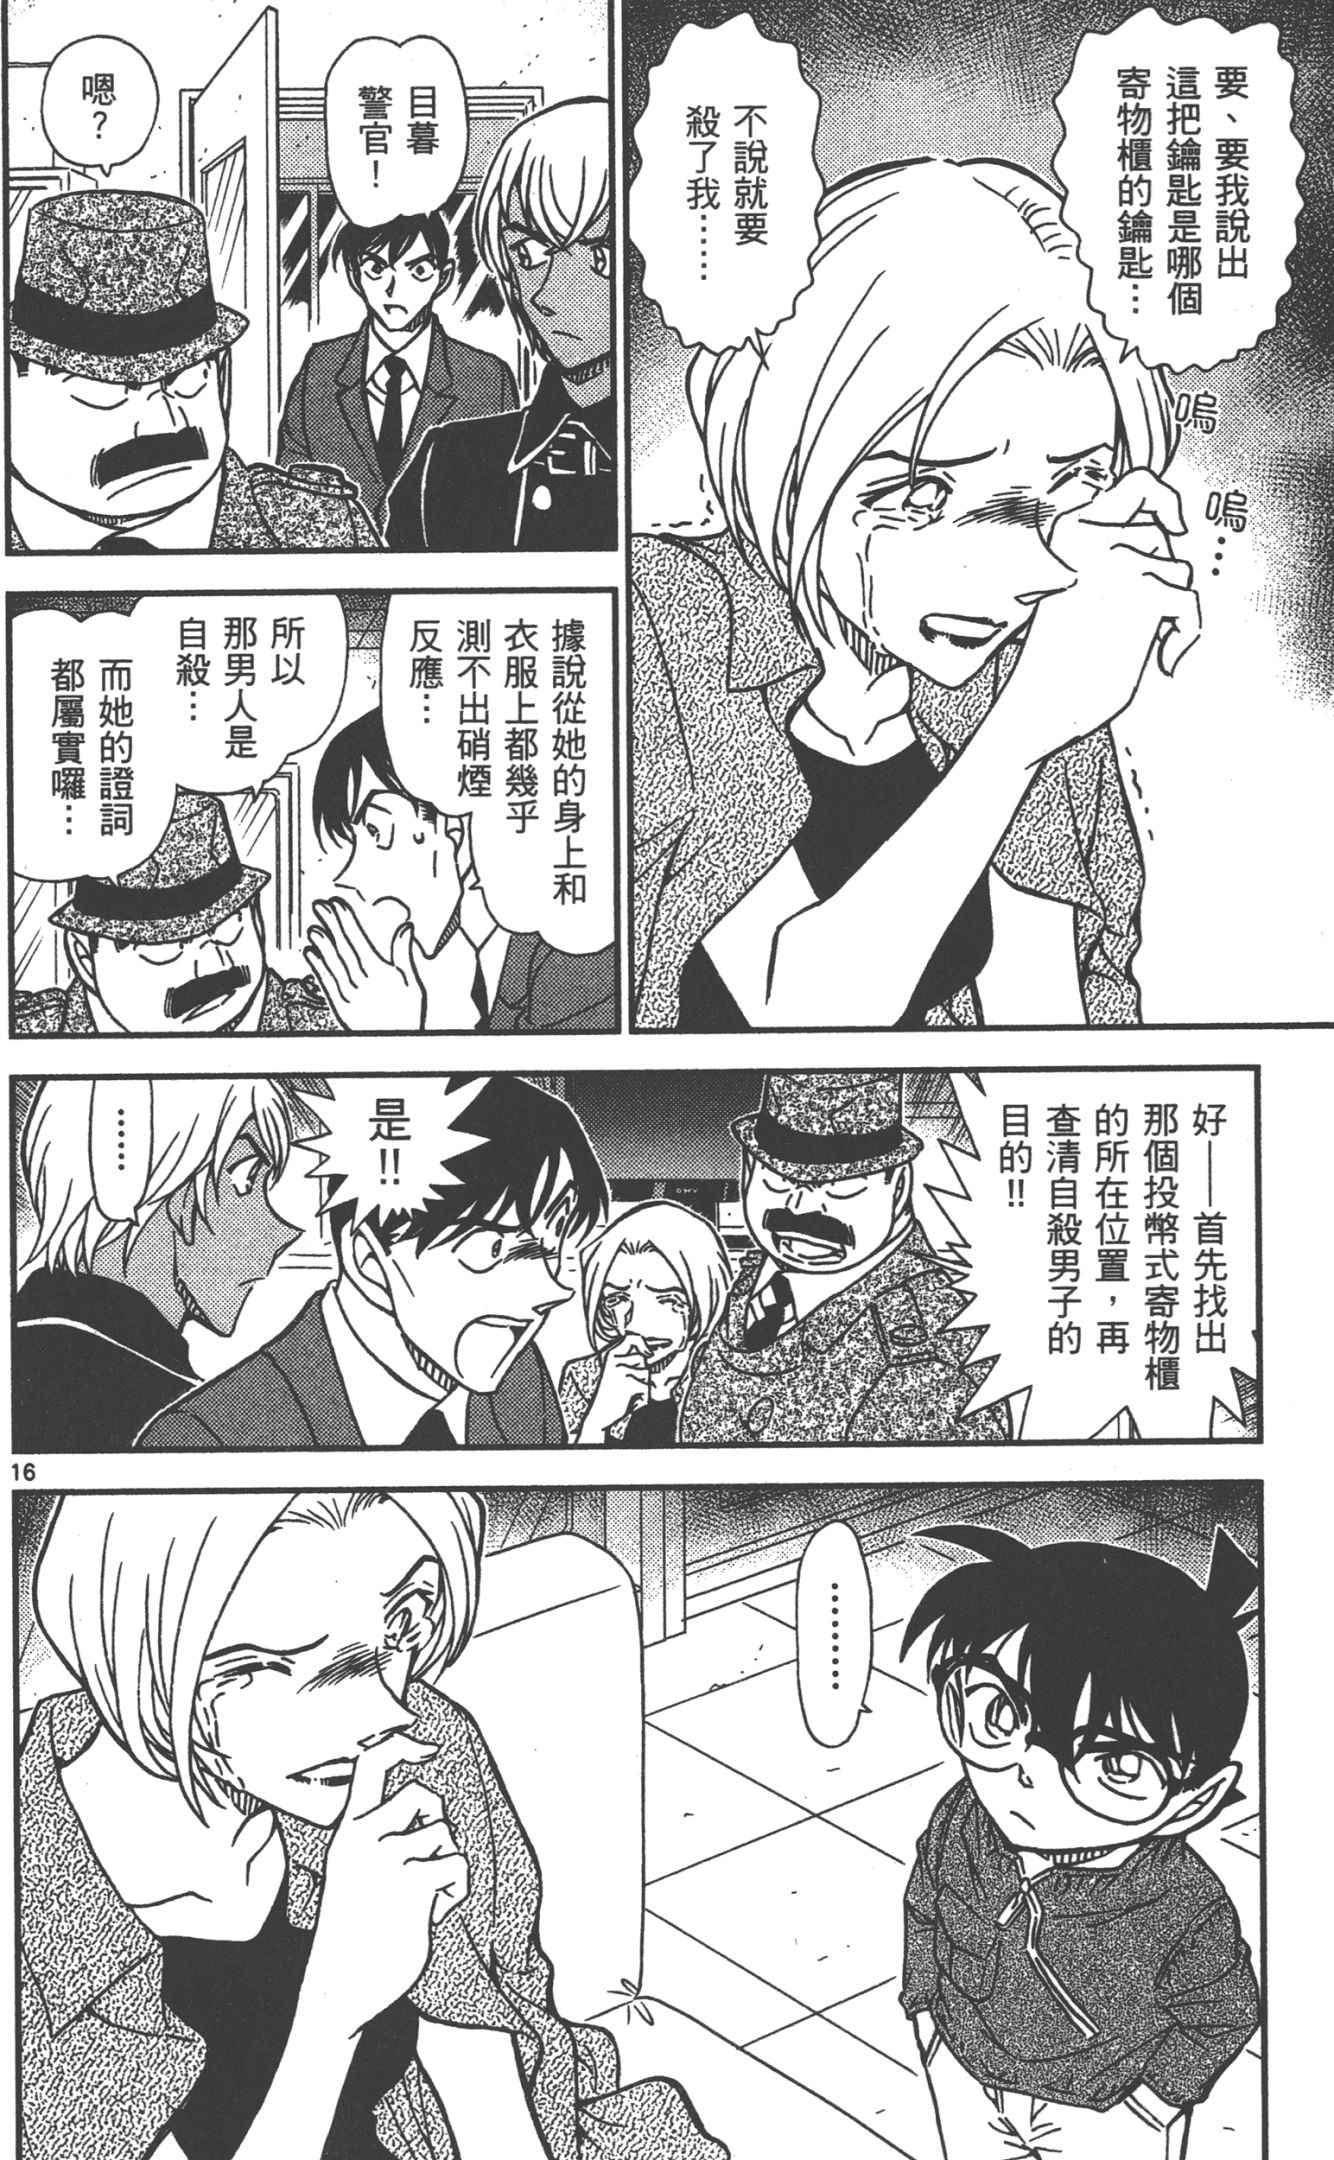 要、要我說出
這把鑰匙是哪個
寄物櫃的鑰匙…
不說就要
殺了我……
嗚
嗚…
目暮
警官！
嗯？
據說從她的身上和
衣服上都幾乎
測不出硝煙
反應…
所以
那男人是
自殺…
而她的證詞
都屬實囉…
好──首先找出
那個投幣式寄物櫃
的所在位置，再
查清自殺男子的
目的!!
是!!
……
16
………